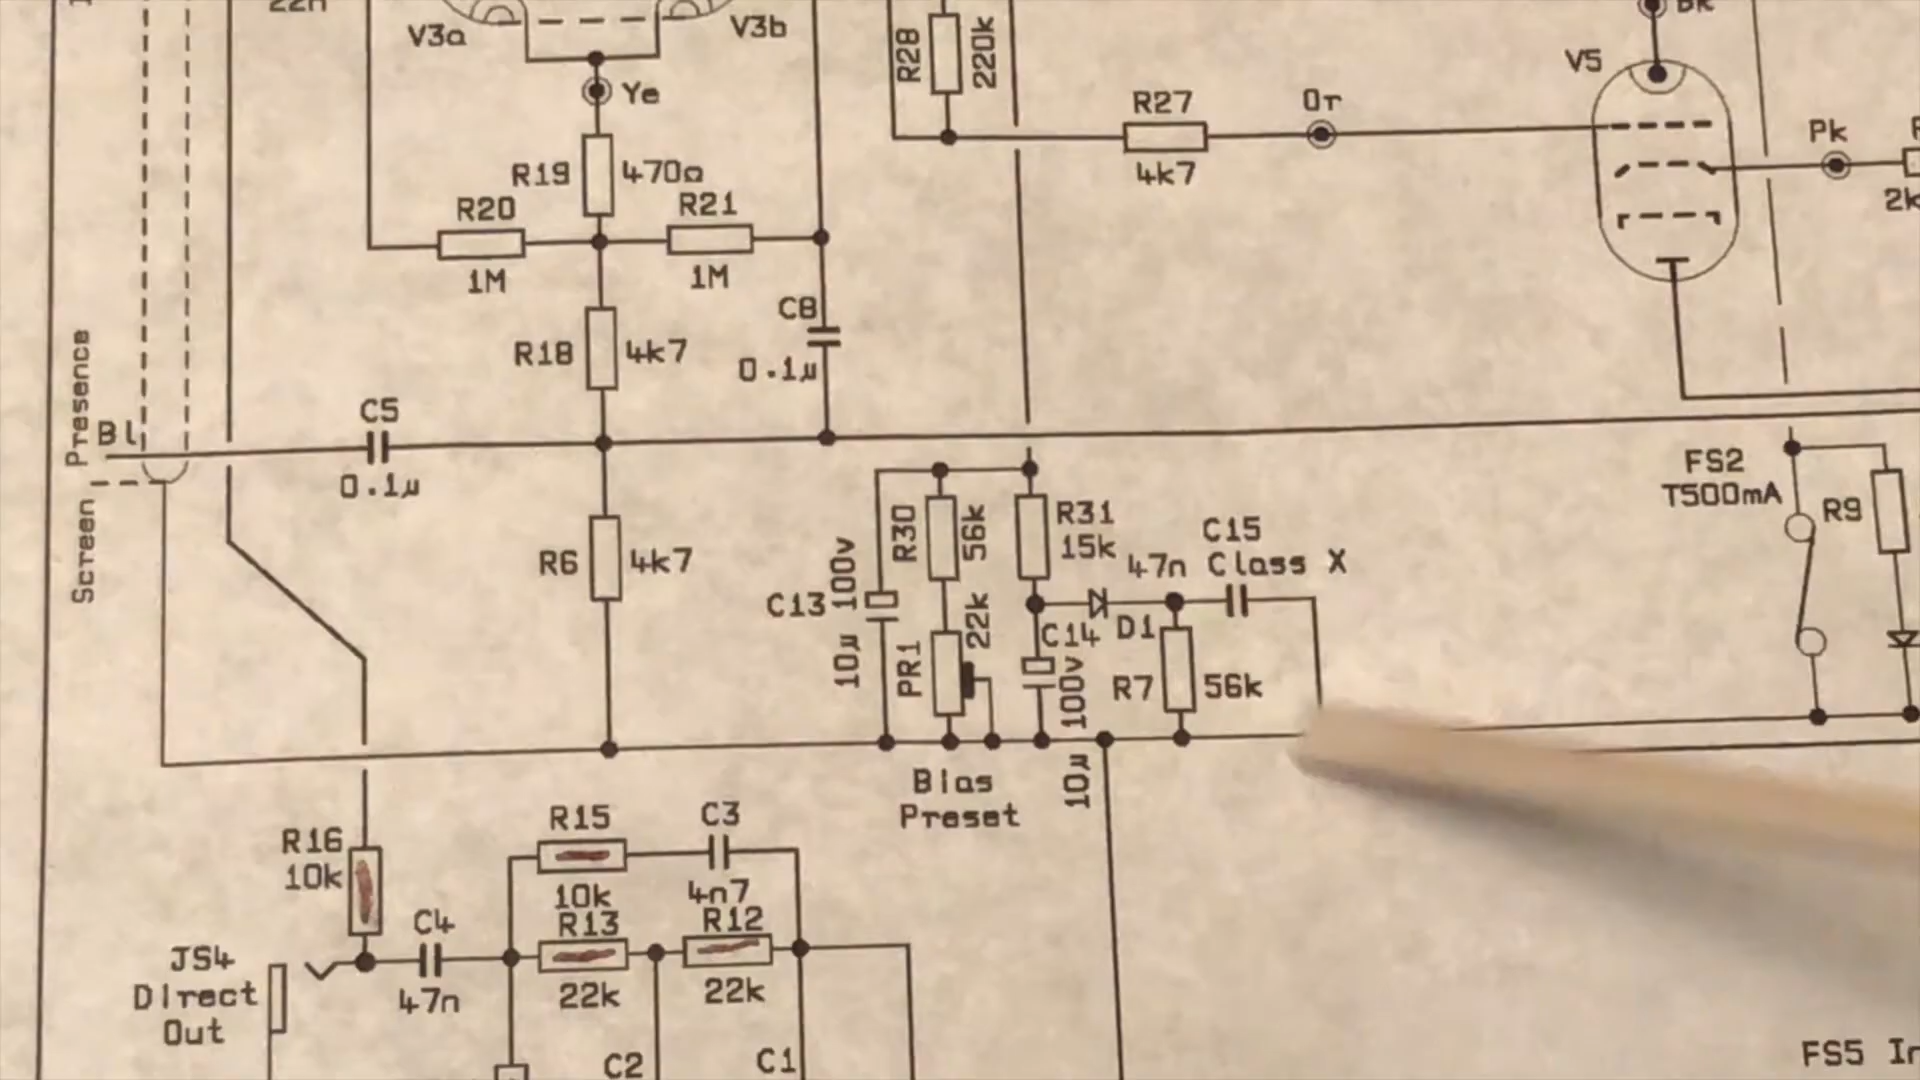 22n
V3a
V3b
Ye
R19
470Ω
R20
1M
R21
1M
R18
4k7
C8
0.1µ
Presence
Bl
Screen
C5
0.1µ
R6
4k7
R28
220k
R27
4k7
Or
V5
Bk
Pk
2k
C13
10µ 100v
R30
56k
PR1
22k
R31
15k
C14
10µ 100v
D1
47n
C15
Class X
R7
56k
Bias
Preset
FS2
T500mA
R9
R16
10k
R15
10k
C3
4n7
C4
47n
R13
22k
R12
22k
JS4
Direct
Out
C2
C1
FS5 In